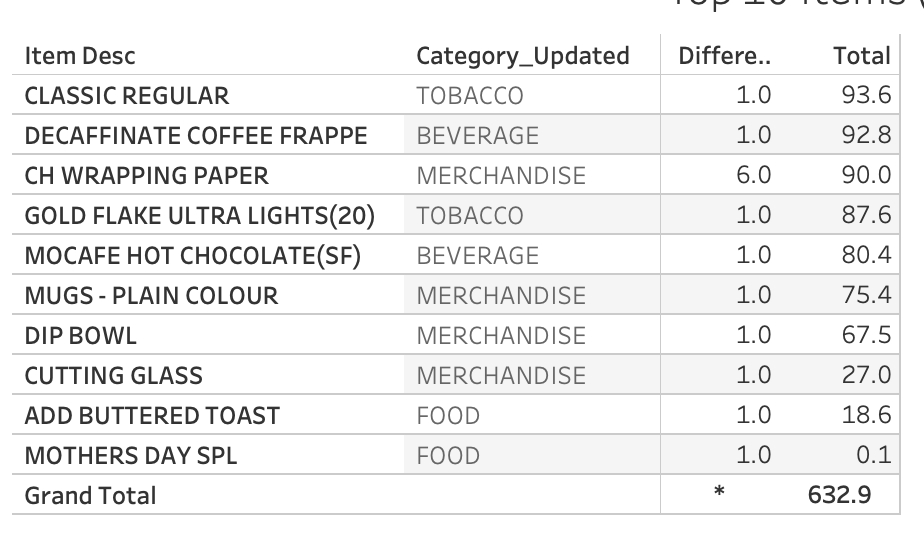 Item Desc Category_Updated Differe.. Total
CLASSIC REGULAR TOBACCO 1.0 93.6
DECAFFINATE COFFEE FRAPPE BEVERAGE 1.0 92.8
CH WRAPPING PAPER MERCHANDISE 6.0 90.0
GOLD FLAKE ULTRA LIGHTS(20) TOBACCO 1.0 87.6
MOCAFE HOT CHOCOLATE(SF) BEVERAGE 1.0 80.4
MUGS - PLAIN COLOUR MERCHANDISE 1.0 75.4
DIP BOWL MERCHANDISE 1.0 67.5
CUTTING GLASS MERCHANDISE 1.0 27.0
ADD BUTTERED TOAST FOOD 1.0 18.6
MOTHERS DAY SPL FOOD 1.0 0.1
Grand Total * 632.9